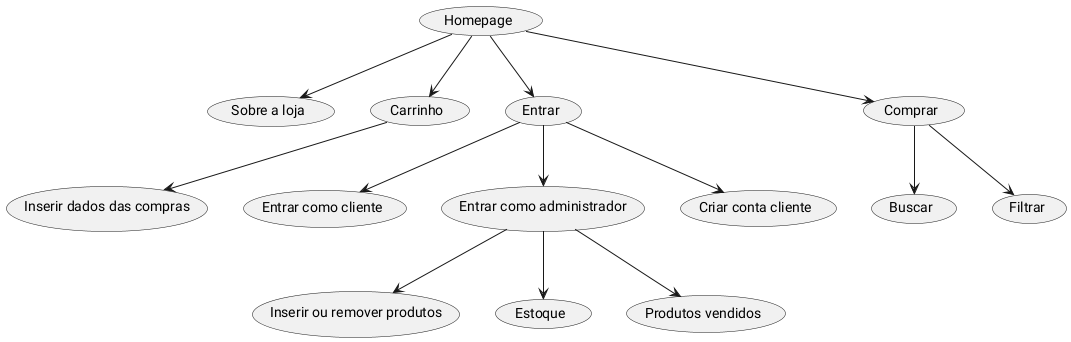 Homepage
Sobre a loja
Carrinho
Entrar
Comprar
Inserir dados das compras
Entrar como cliente
Entrar como administrador
Criar conta cliente
Buscar
Filtrar
Inserir ou remover produtos
Estoque
Produtos vendidos